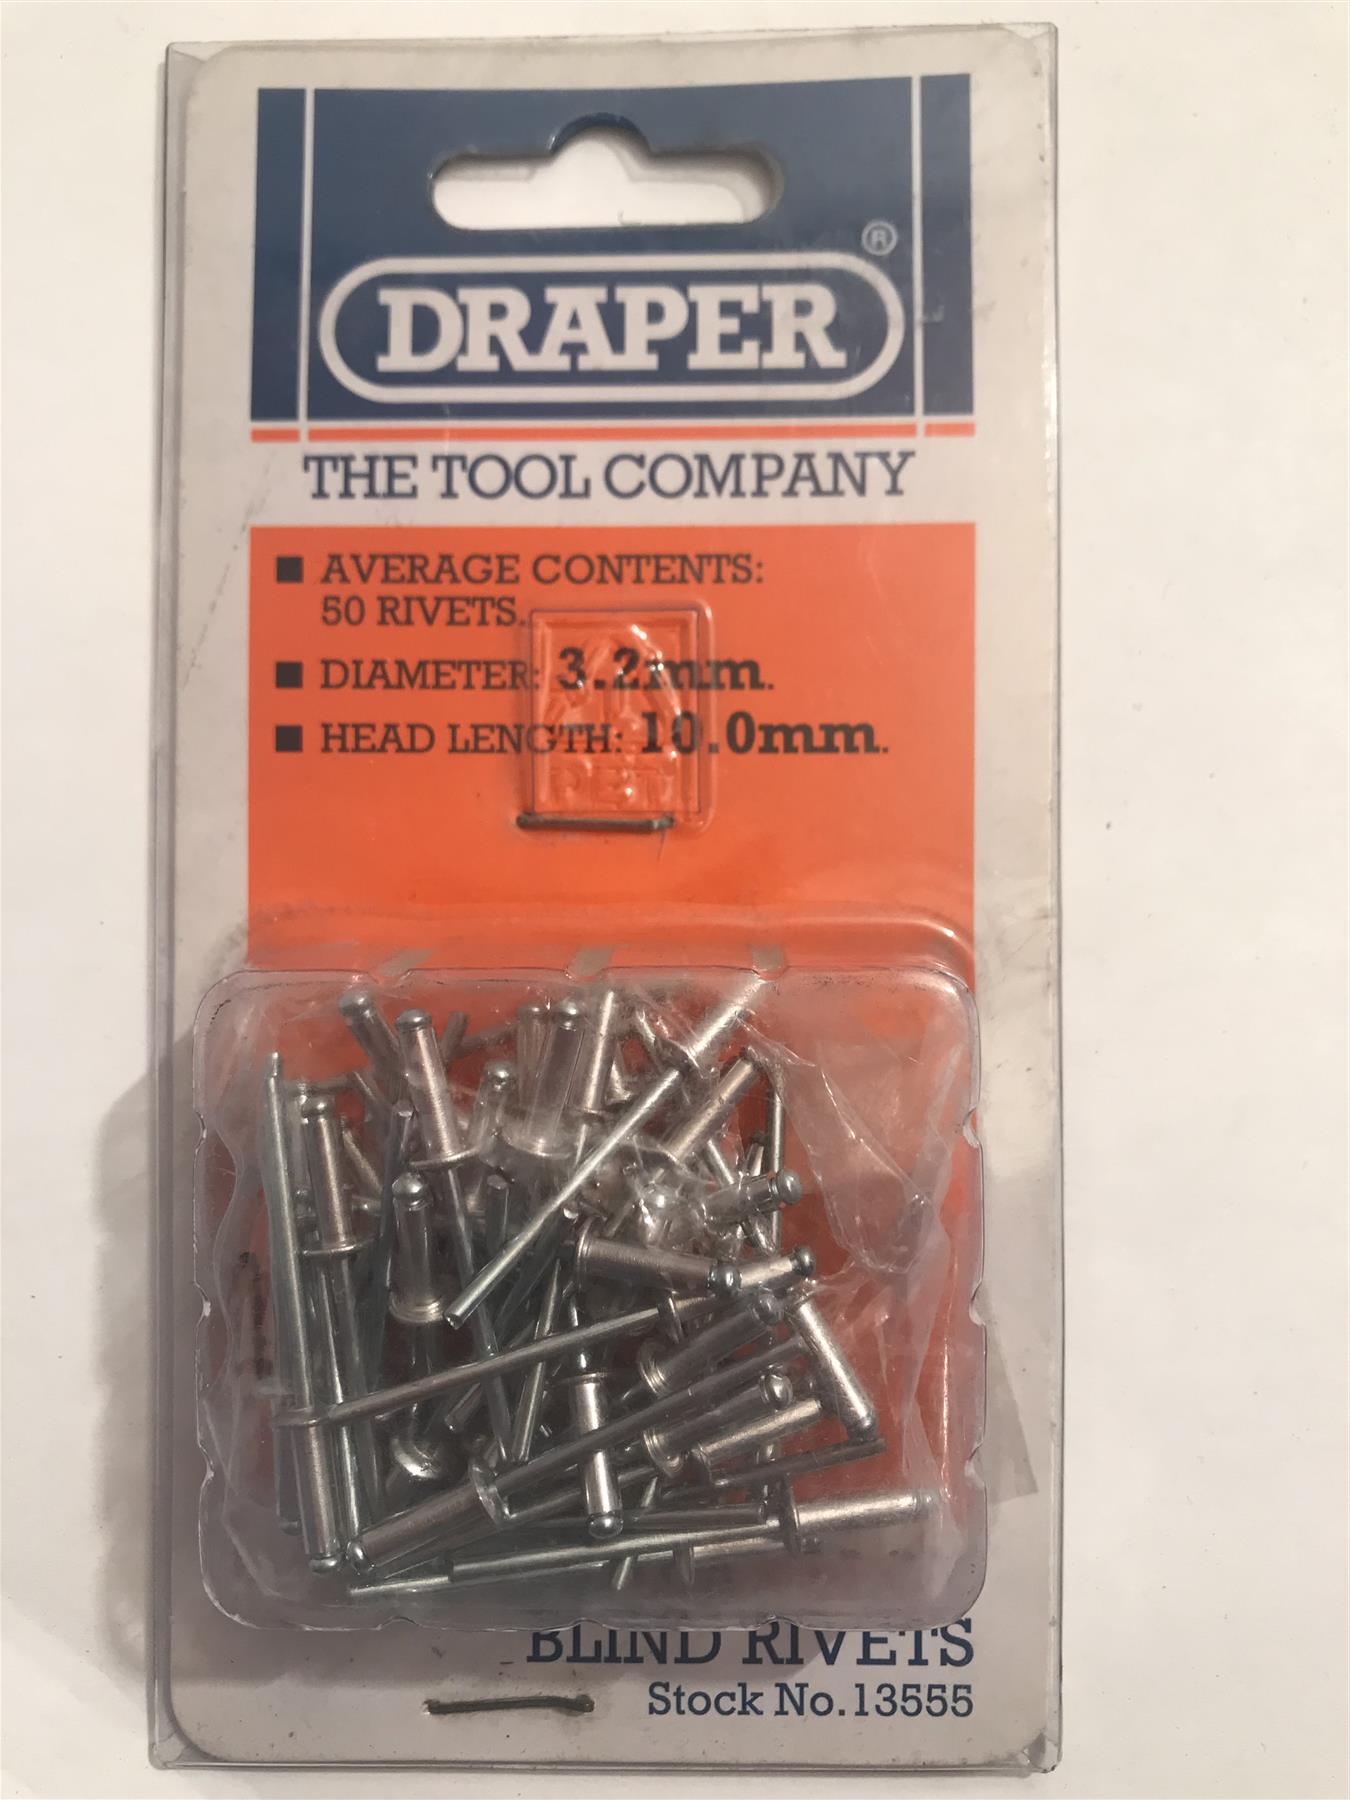 DRAPER ®
THE TOOL COMPANY
■ AVERAGE CONTENTS:
50 RIVETS.
■ DIAMETER: 3.2mm.
■ HEAD LENGTH: 10.0mm.
PET
BLIND RIVETS
Stock No.13555